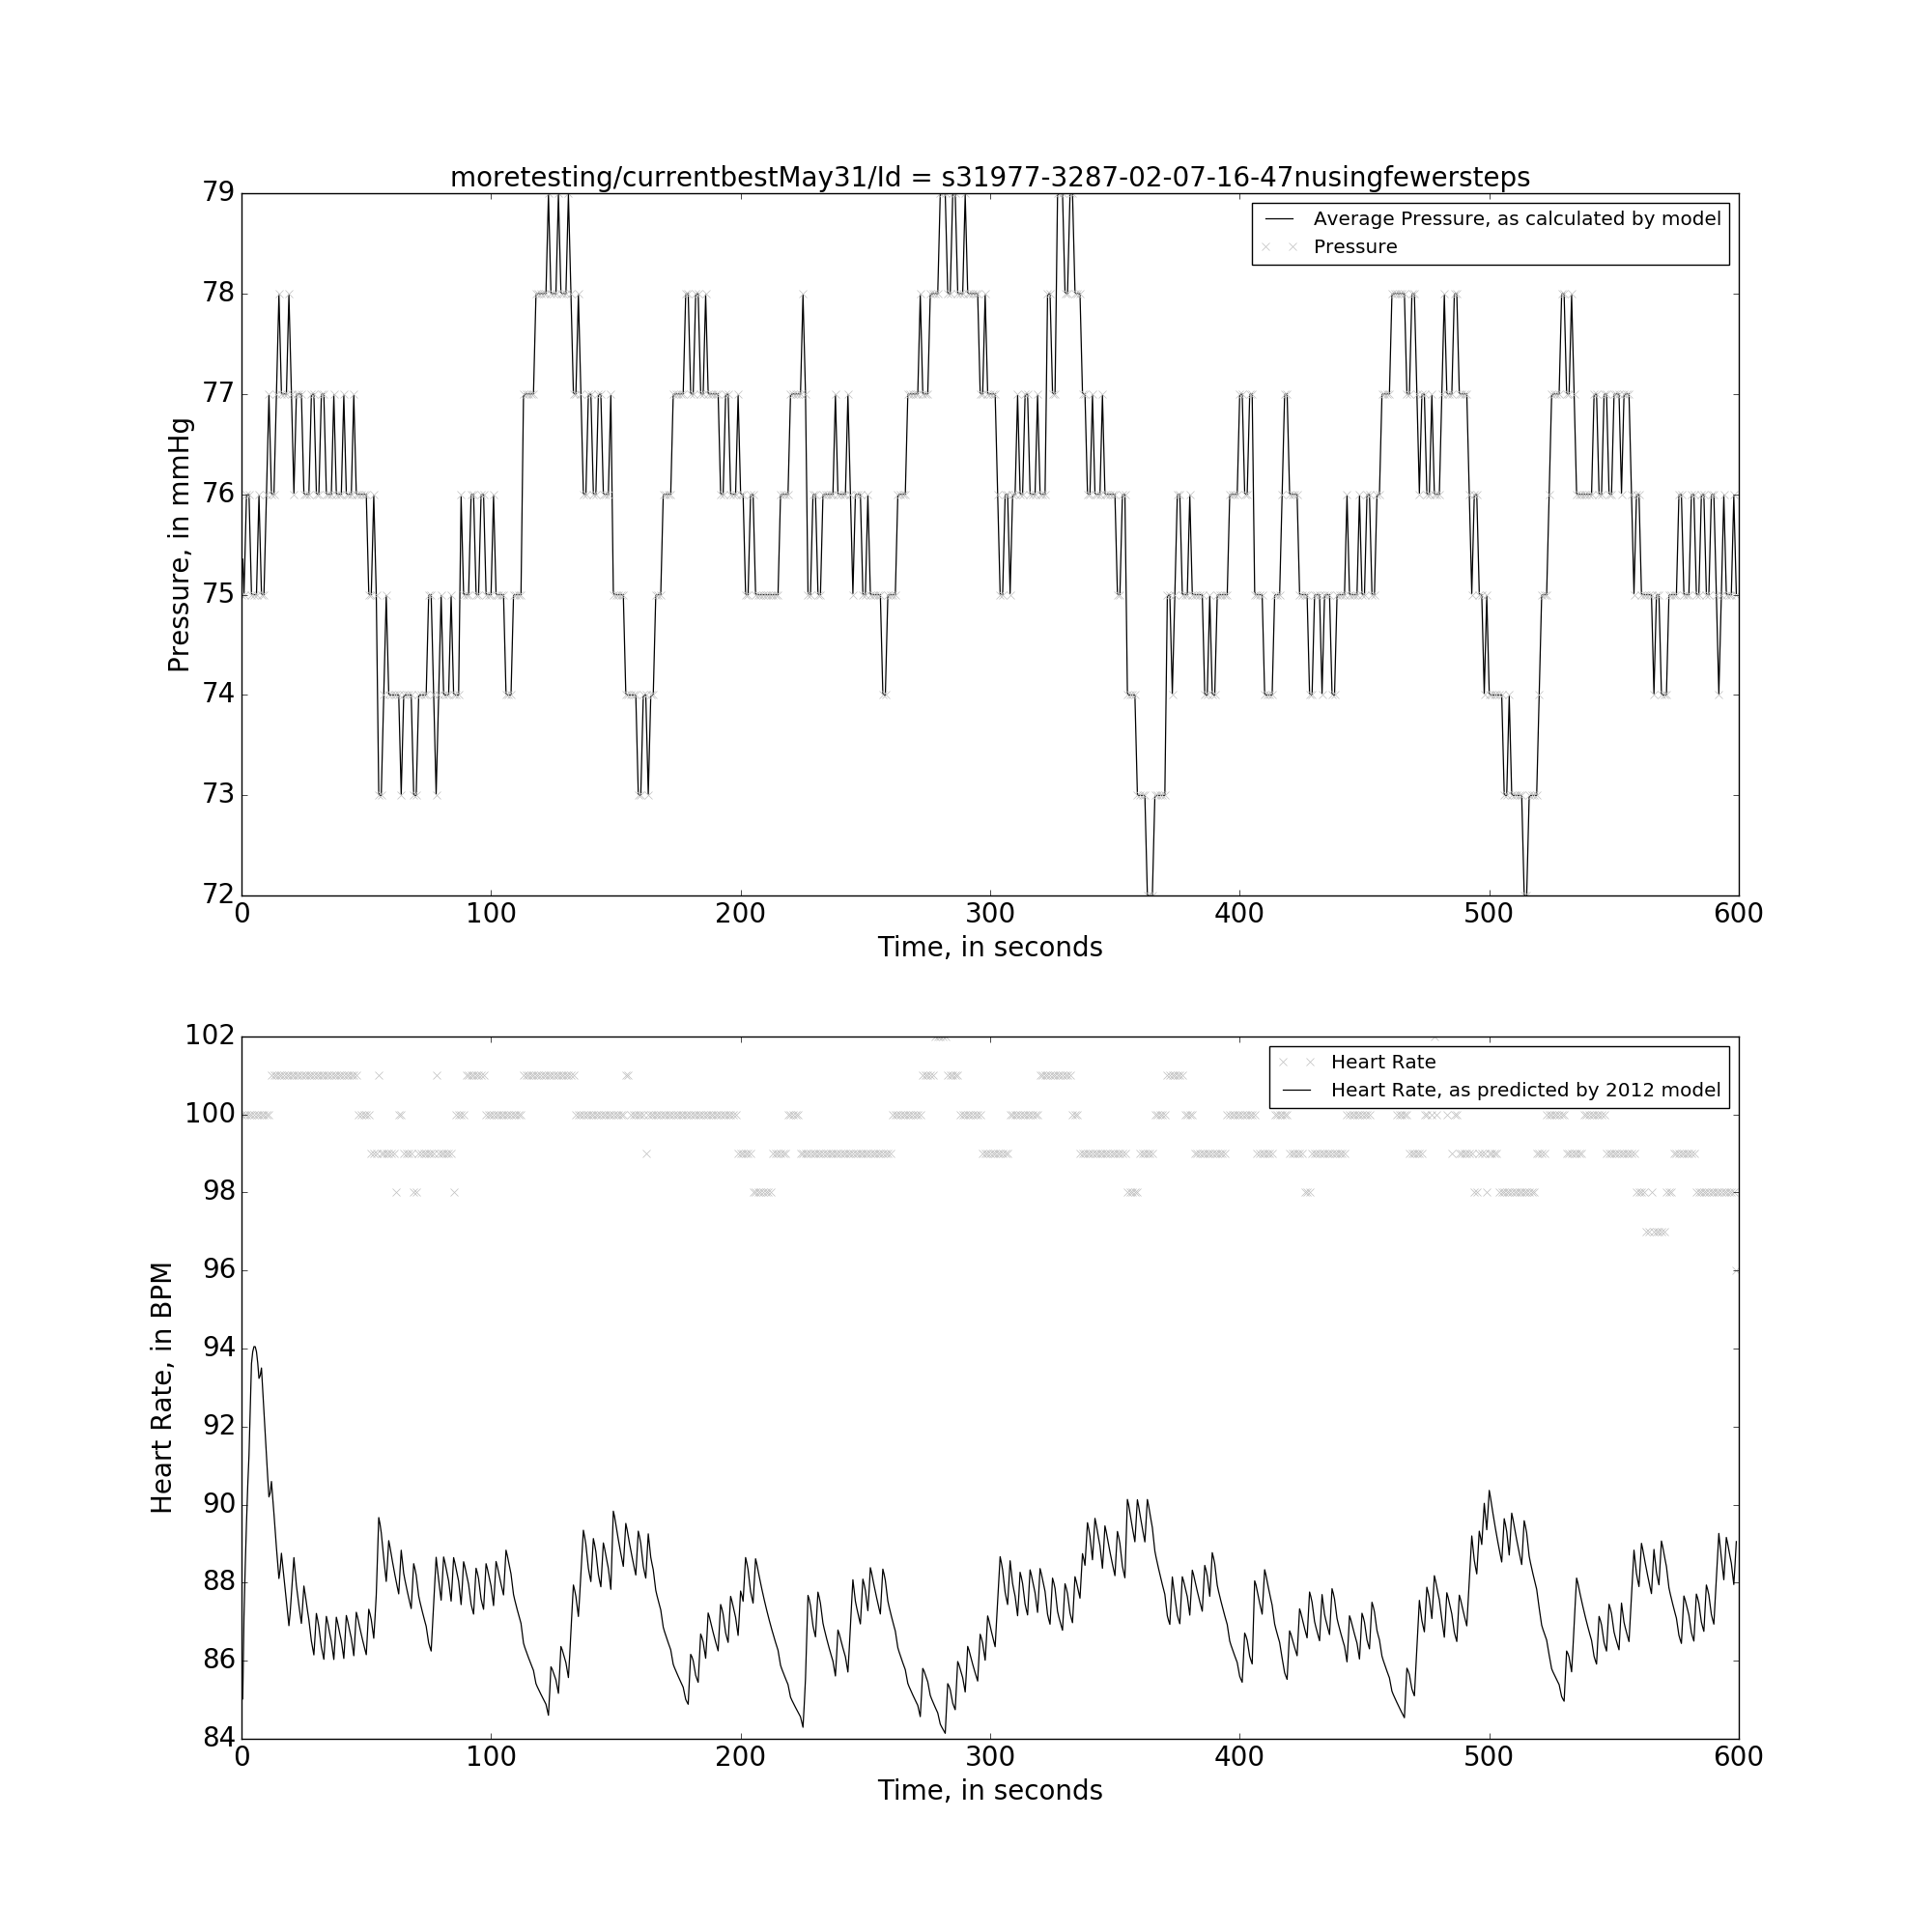 moretesting/currentbestMay31/Id = s31977-3287-02-07-16-47nusingfewersteps
79
78
77
76
75
74
73
72
Pressure, in mmHg
Average Pressure, as calculated by model
Pressure
0 100 200 300 400 500 600
Time, in seconds
102
100
98
96
94
92
90
88
86
84
Heart Rate, in BPM
Heart Rate
Heart Rate, as predicted by 2012 model
0 100 200 300 400 500 600
Time, in seconds